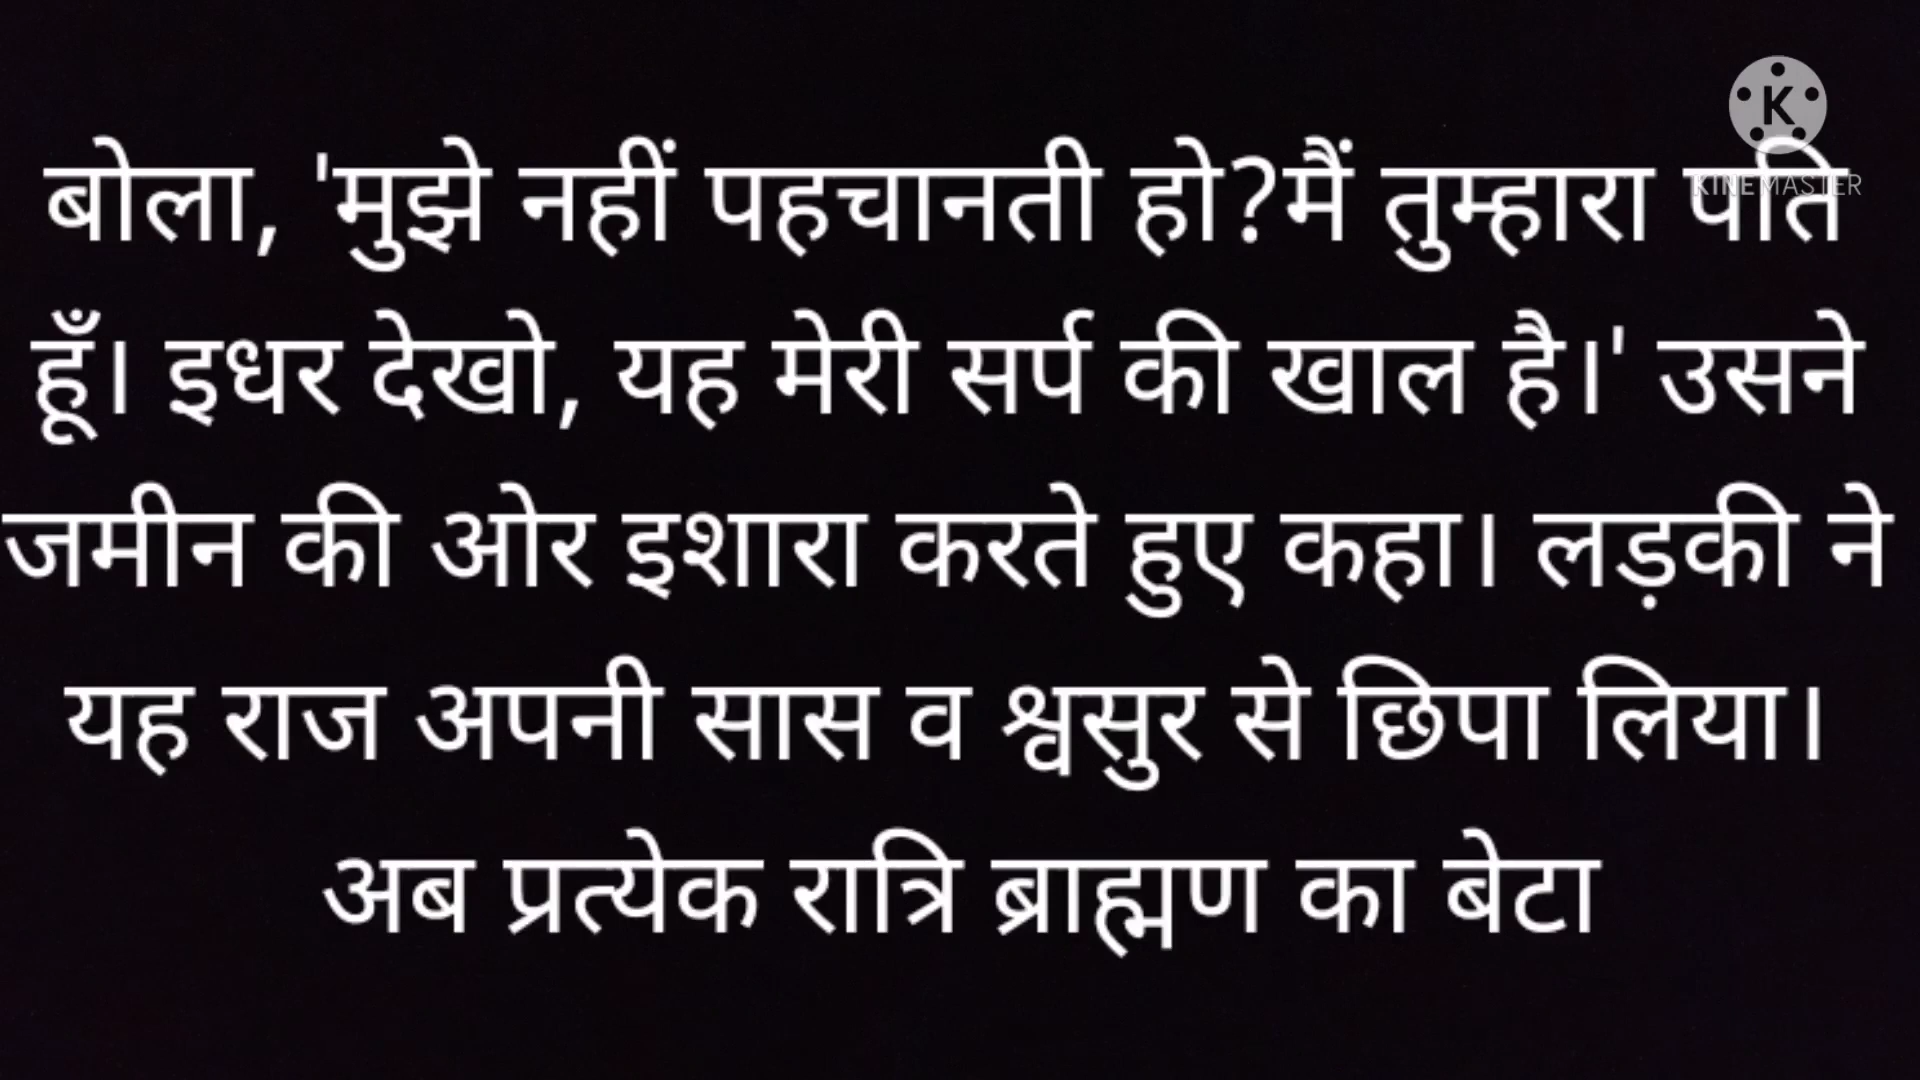 K
KINEMASTER
बोला, 'मुझे नहीं पहचानती हो?मैं तुम्हारा पति
हूँ। इधर देखो, यह मेरी सर्प की खाल है।' उसने
जमीन की ओर इशारा करते हुए कहा। लड़की ने
यह राज अपनी सास व श्वसुर से छिपा लिया।
अब प्रत्येक रात्रि ब्राह्मण का बेटा